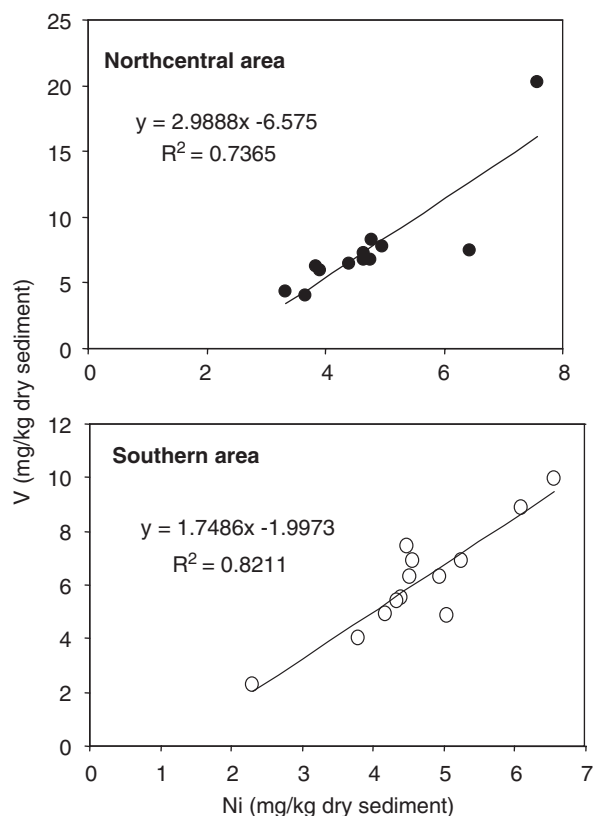 25
20
15
10
5
0
Northcentral area
y = 2.9888x -6.575
R² = 0.7365
0 2 4 6 8
V (mg/kg dry sediment)
12
10
8
6
4
2
0
Southern area
y = 1.7486x -1.9973
R² = 0.8211
0 1 2 3 4 5 6 7
Ni (mg/kg dry sediment)